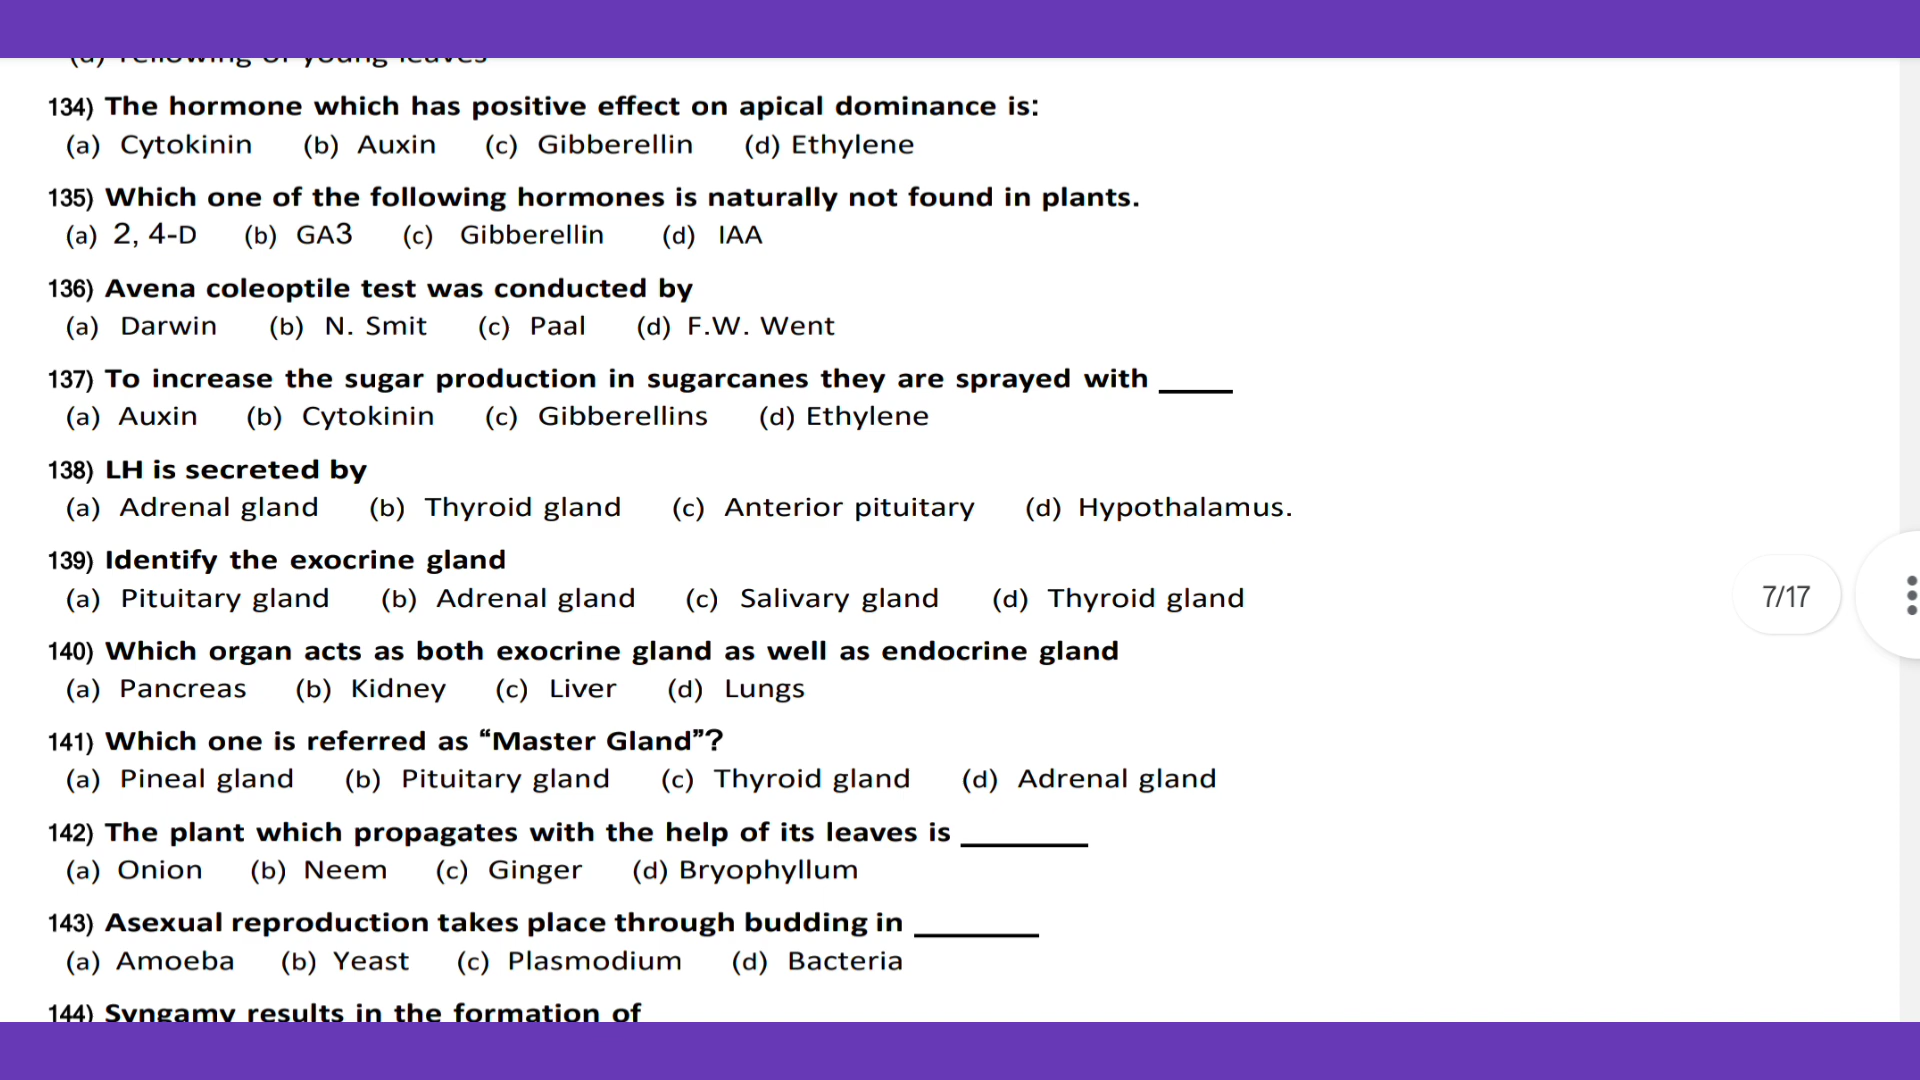 134) The hormone which has positive effect on apical dominance is:
(a) Cytokinin (b) Auxin (c) Gibberellin (d) Ethylene
135) Which one of the following hormones is naturally not found in plants.
(a) 2, 4-D (b) GA3 (c) Gibberellin (d) IAA
136) Avena coleoptile test was conducted by
(a) Darwin (b) N. Smit (c) Paal (d) F.W. Went
137) To increase the sugar production in sugarcanes they are sprayed with ____
(a) Auxin (b) Cytokinin (c) Gibberellins (d) Ethylene
138) LH is secreted by
(a) Adrenal gland (b) Thyroid gland (c) Anterior pituitary (d) Hypothalamus.
139) Identify the exocrine gland
(a) Pituitary gland (b) Adrenal gland (c) Salivary gland (d) Thyroid gland
7/17
140) Which organ acts as both exocrine gland as well as endocrine gland
(a) Pancreas (b) Kidney (c) Liver (d) Lungs
141) Which one is referred as “Master Gland”?
(a) Pineal gland (b) Pituitary gland (c) Thyroid gland (d) Adrenal gland
142) The plant which propagates with the help of its leaves is _______
(a) Onion (b) Neem (c) Ginger (d) Bryophyllum
143) Asexual reproduction takes place through budding in _______
(a) Amoeba (b) Yeast (c) Plasmodium (d) Bacteria
144) Syngamy results in the formation of